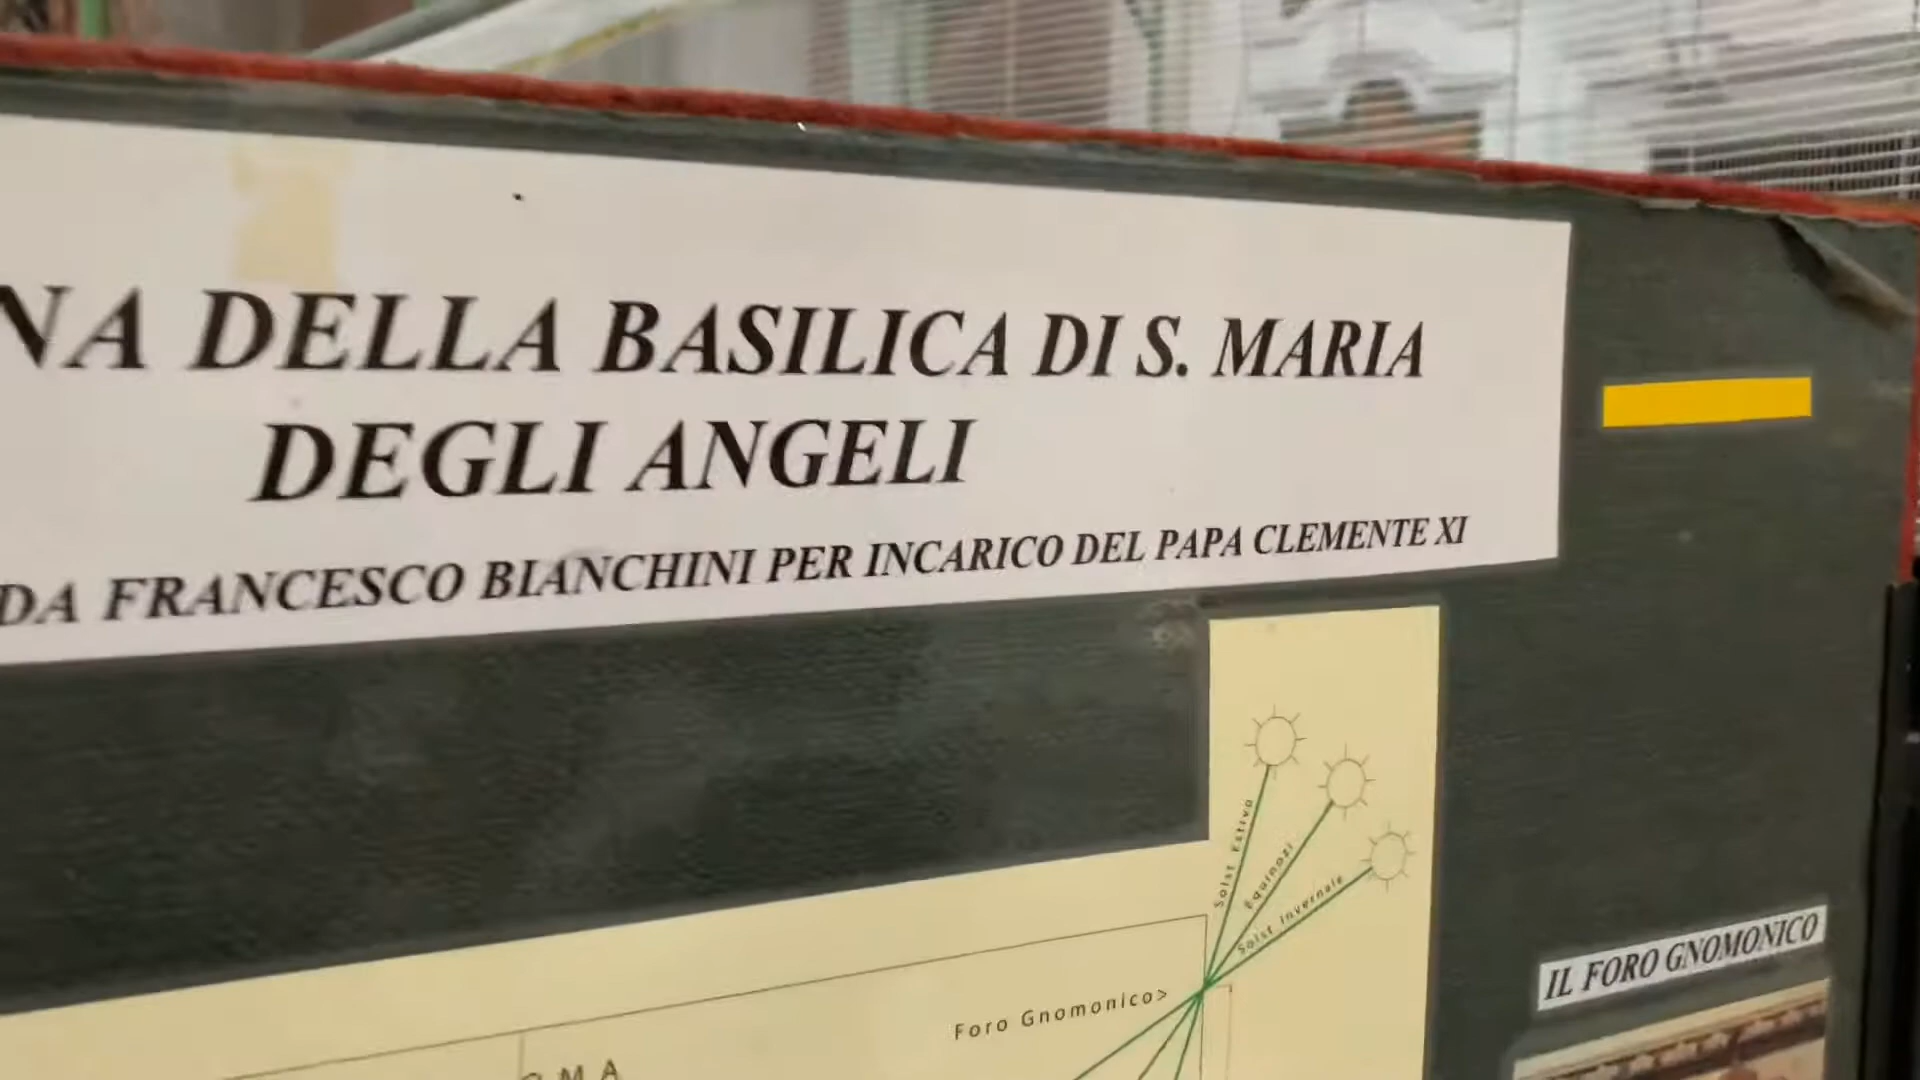 NA DELLA BASILICA DI S. MARIA
DEGLI ANGELI
DA FRANCESCO BIANCHINI PER INCARICO DEL PAPA CLEMENTE XI
Solst Estivo
Equinozi
Solst Invernale
Foro Gnomonico>
IL FORO GNOMONICO